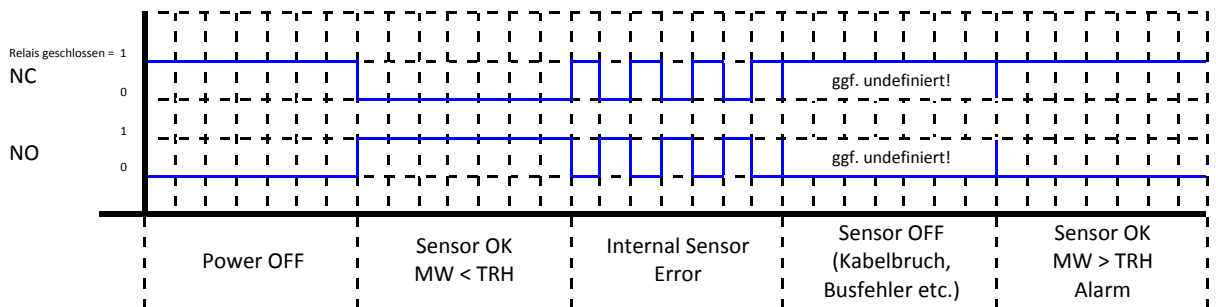 Relais geschlossen = 1
NC
0
ggf. undefiniert!
1
NO
0
ggf. undefiniert!
Power OFF
Sensor OK
MW < TRH
Internal Sensor
Error
Sensor OFF
(Kabelbruch,
Busfehler etc.)
Sensor OK
MW > TRH
Alarm